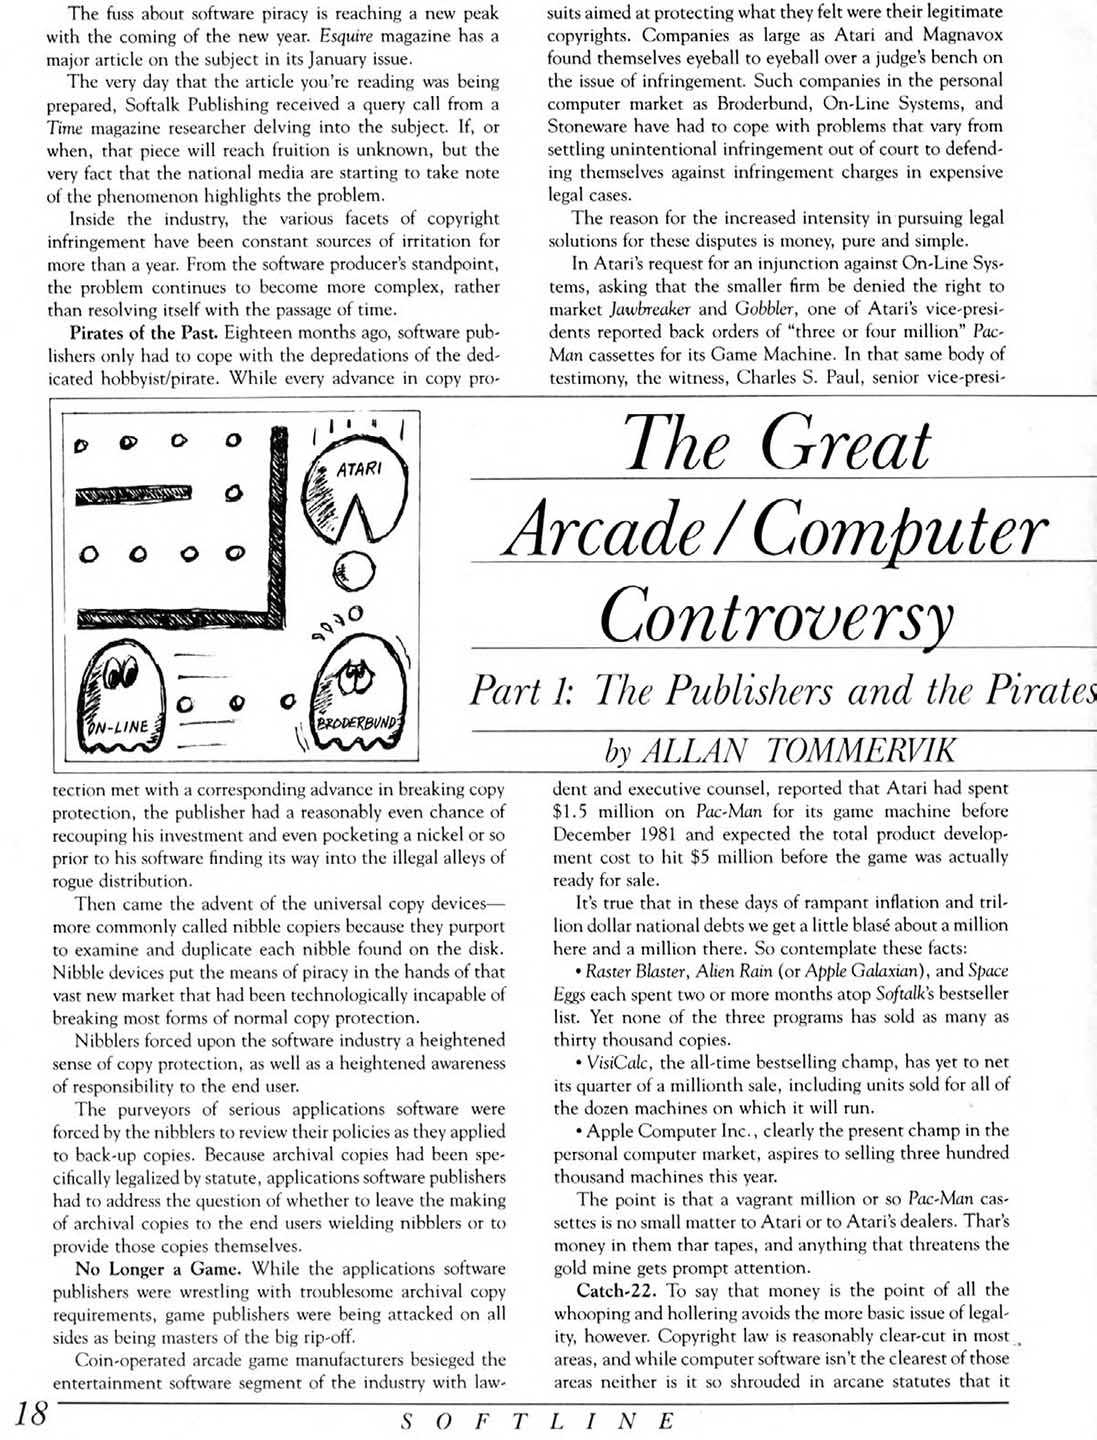 The fuss about software piracy is reaching a new peak
with the coming of the new year. Esquire magazine has a
major article on the subject in its January issue.
The very day that the article you're reading was being
prepared, Softalk Publishing received a query call from a
Time magazine researcher delving into the subject. If, or
when, that piece will reach fruition is unknown, but the
very fact that the national media are starting to take note
of the phenomenon highlights the problem.
Inside the industry, the various facets of copyright
infringement have been constant sources of irritation for
more than a year. From the software producer's standpoint,
the problem continues to become more complex, rather
than resolving itself with the passage of time.
Pirates of the Past. Eighteen months ago, software pub-
lishers only had to cope with the depredations of the ded-
icated hobbyist/pirate. While every advance in copy pro-
suits aimed at protecting what they felt were their legitimate
copyrights. Companies as large as Atari and Magnavox
found themselves eyeball to eyeball over a judge's bench on
the issue of infringement. Such companies in the personal
computer market as Broderbund, On-Line Systems, and
Stoneware have had to cope with problems that vary from
settling unintentional infringement out of court to defend-
ing themselves against infringement charges in expensive
legal cases.
The reason for the increased intensity in pursuing legal
solutions for these disputes is money, pure and simple.
In Atari's request for an injunction against On-Line Sys-
tems, asking that the smaller firm be denied the right to
market Jawbreaker and Gobbler, one of Atari's vice-presi-
dents reported back orders of "three or four million" Pac-
Man cassettes for its Game Machine. In that same body of
testimony, the witness, Charles S. Paul, senior vice-presi-
ATARI
ON-LINE
BRODERBUND
The Great
Arcade/Computer
Controversy
Part 1: The Publishers and the Pirates
by ALLAN TOMMERVIK
tection met with a corresponding advance in breaking copy
protection, the publisher had a reasonably even chance of
recouping his investment and even pocketing a nickel or so
prior to his software finding its way into the illegal alleys of
rogue distribution.
Then came the advent of the universal copy devices—
more commonly called nibble copiers because they purport
to examine and duplicate each nibble found on the disk.
Nibble devices put the means of piracy in the hands of that
vast new market that had been technologically incapable of
breaking most forms of normal copy protection.
Nibblers forced upon the software industry a heightened
sense of copy protection, as well as a heightened awareness
of responsibility to the end user.
The purveyors of serious applications software were
forced by the nibblers to review their policies as they applied
to back-up copies. Because archival copies had been spe-
cifically legalized by statute, applications software publishers
had to address the question of whether to leave the making
of archival copies to the end users wielding nibblers or to
provide those copies themselves.
No Longer a Game. While the applications software
publishers were wrestling with troublesome archival copy
requirements, game publishers were being attacked on all
sides as being masters of the big rip-off.
Coin-operated arcade game manufacturers besieged the
entertainment software segment of the industry with law-
dent and executive counsel, reported that Atari had spent
$1.5 million on Pac-Man for its game machine before
December 1981 and expected the total product develop-
ment cost to hit $5 million before the game was actually
ready for sale.
It's true that in these days of rampant inflation and tril-
lion dollar national debts we get a little blasé about a million
here and a million there. So contemplate these facts:
• Raster Blaster, Alien Rain (or Apple Galaxian), and Space
Eggs each spent two or more months atop Softalk's bestseller
list. Yet none of the three programs has sold as many as
thirty thousand copies.
• VisiCalc, the all-time bestselling champ, has yet to net
its quarter of a millionth sale, including units sold for all of
the dozen machines on which it will run.
• Apple Computer Inc., clearly the present champ in the
personal computer market, aspires to selling three hundred
thousand machines this year.
The point is that a vagrant million or so Pac-Man cas-
settes is no small matter to Atari or to Atari's dealers. Thar's
money in them thar tapes, and anything that threatens the
gold mine gets prompt attention.
Catch-22. To say that money is the point of all the
whooping and hollering avoids the more basic issue of legal-
ity, however. Copyright law is reasonably clear-cut in most
areas, and while computer software isn't the clearest of those
areas neither is it so shrouded in arcane statutes that it
18
SOFTLINE